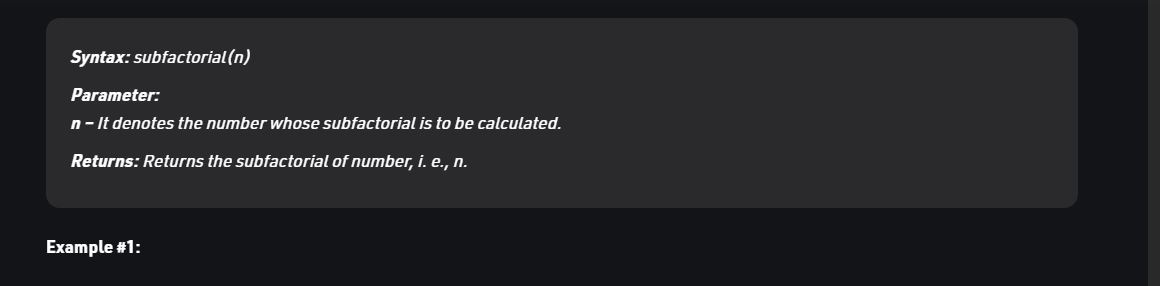 Syntax: subfactorial(n)
Parameter:
n – It denotes the number whose subfactorial is to be calculated.
Returns: Returns the subfactorial of number, i. e., n.
Example #1: